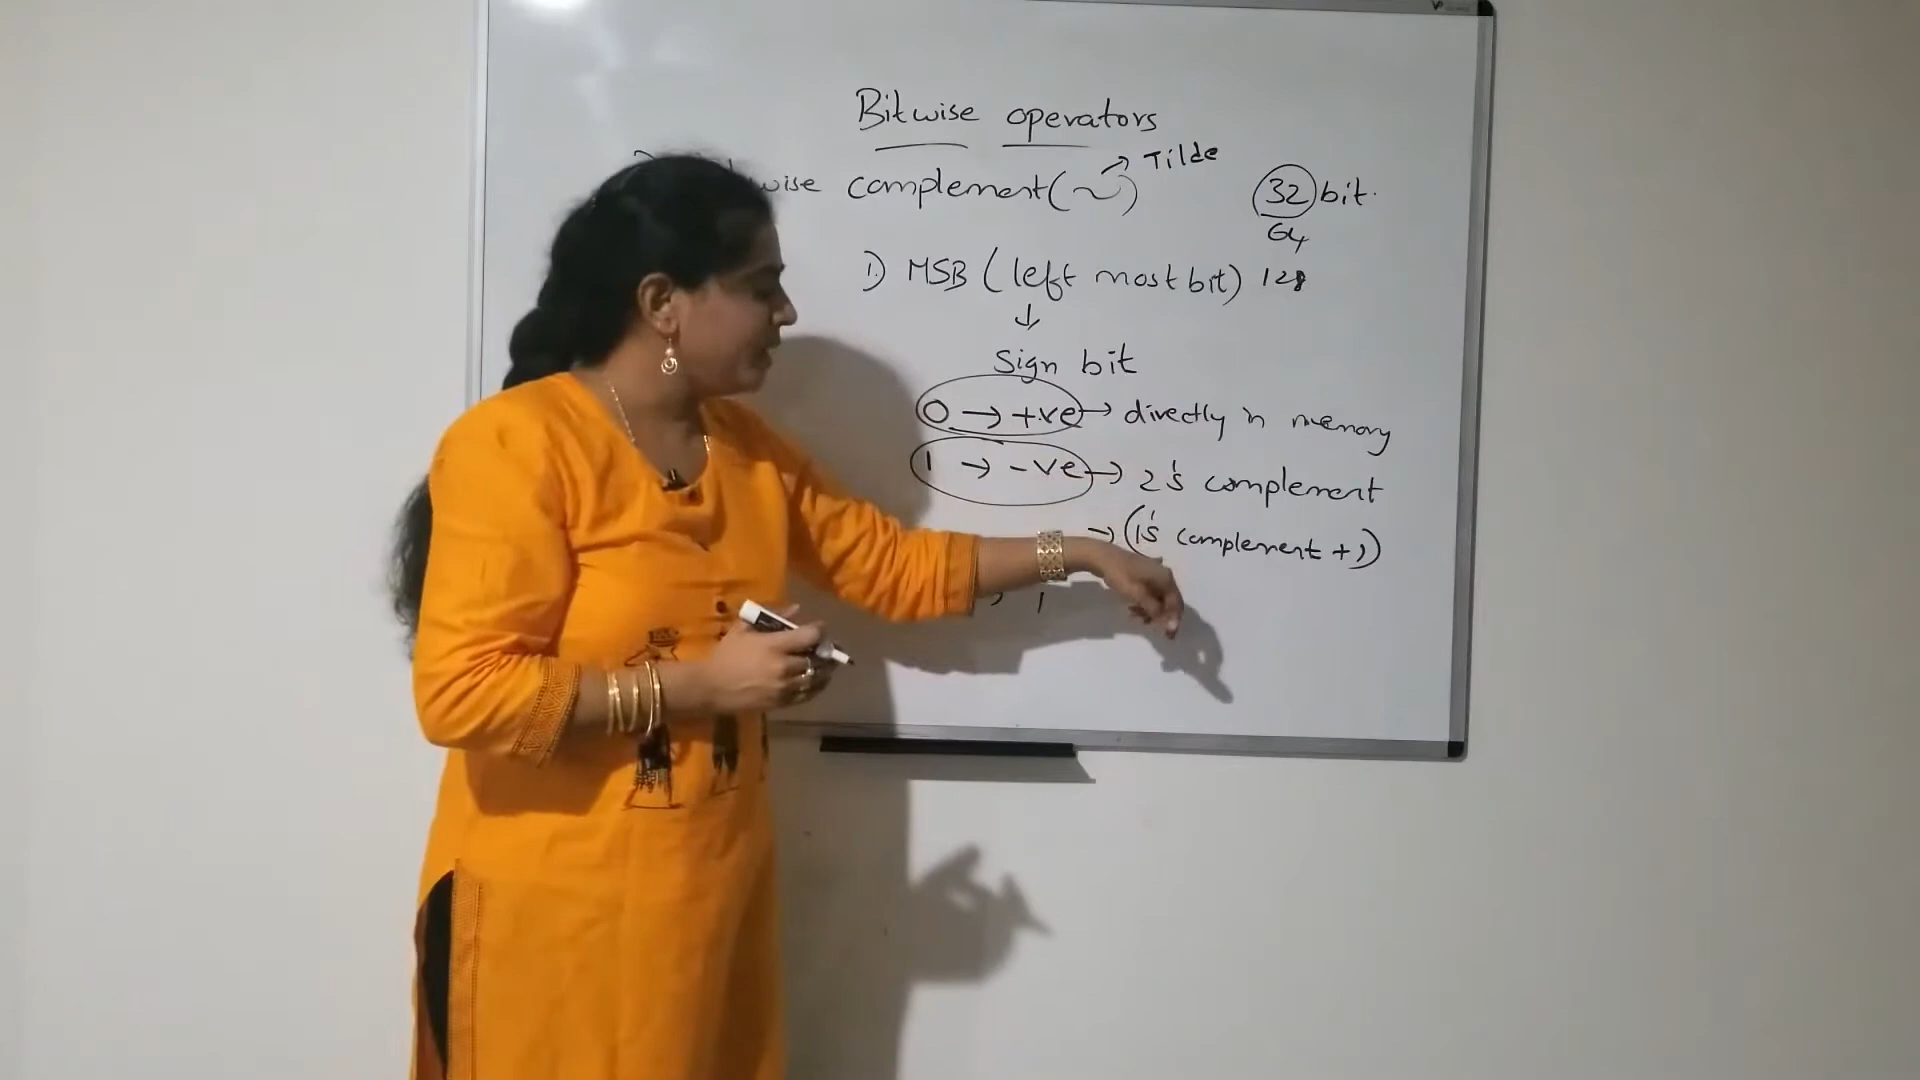 Bitwise operators
wise complement(~) → Tilde
32 bit.
64
1) MSB (left most bit) 128
↓
Sign bit
0 → +ve → directly in memory
1 → -ve → 2's complement
→ (1's complement +1)
1